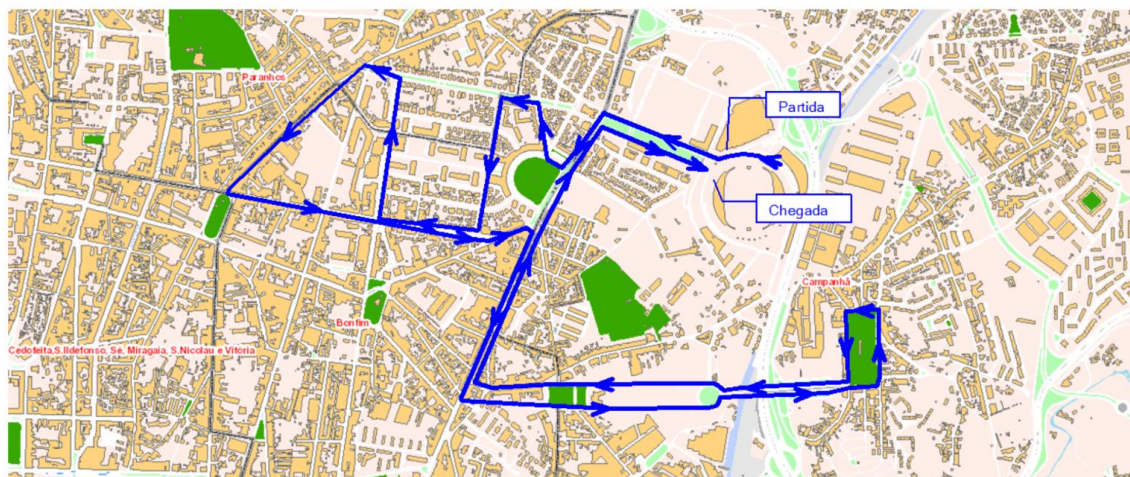 Paranhos
Partida
Chegada
Campanhã
Bonfim
Cedofeita,S.Ildefonso, Sé, Miragaia, S.Nicolau e Vitória